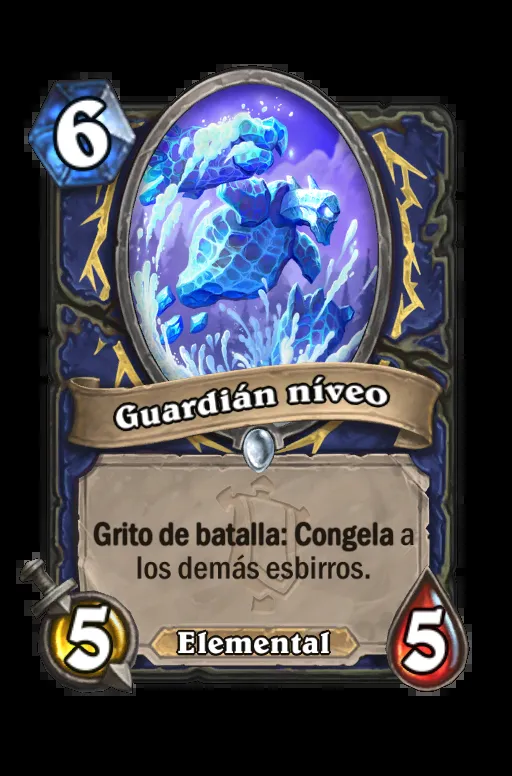 6
Guardián níveo
Grito de batalla: Congela a
los demás esbirros.
5
Elemental
5